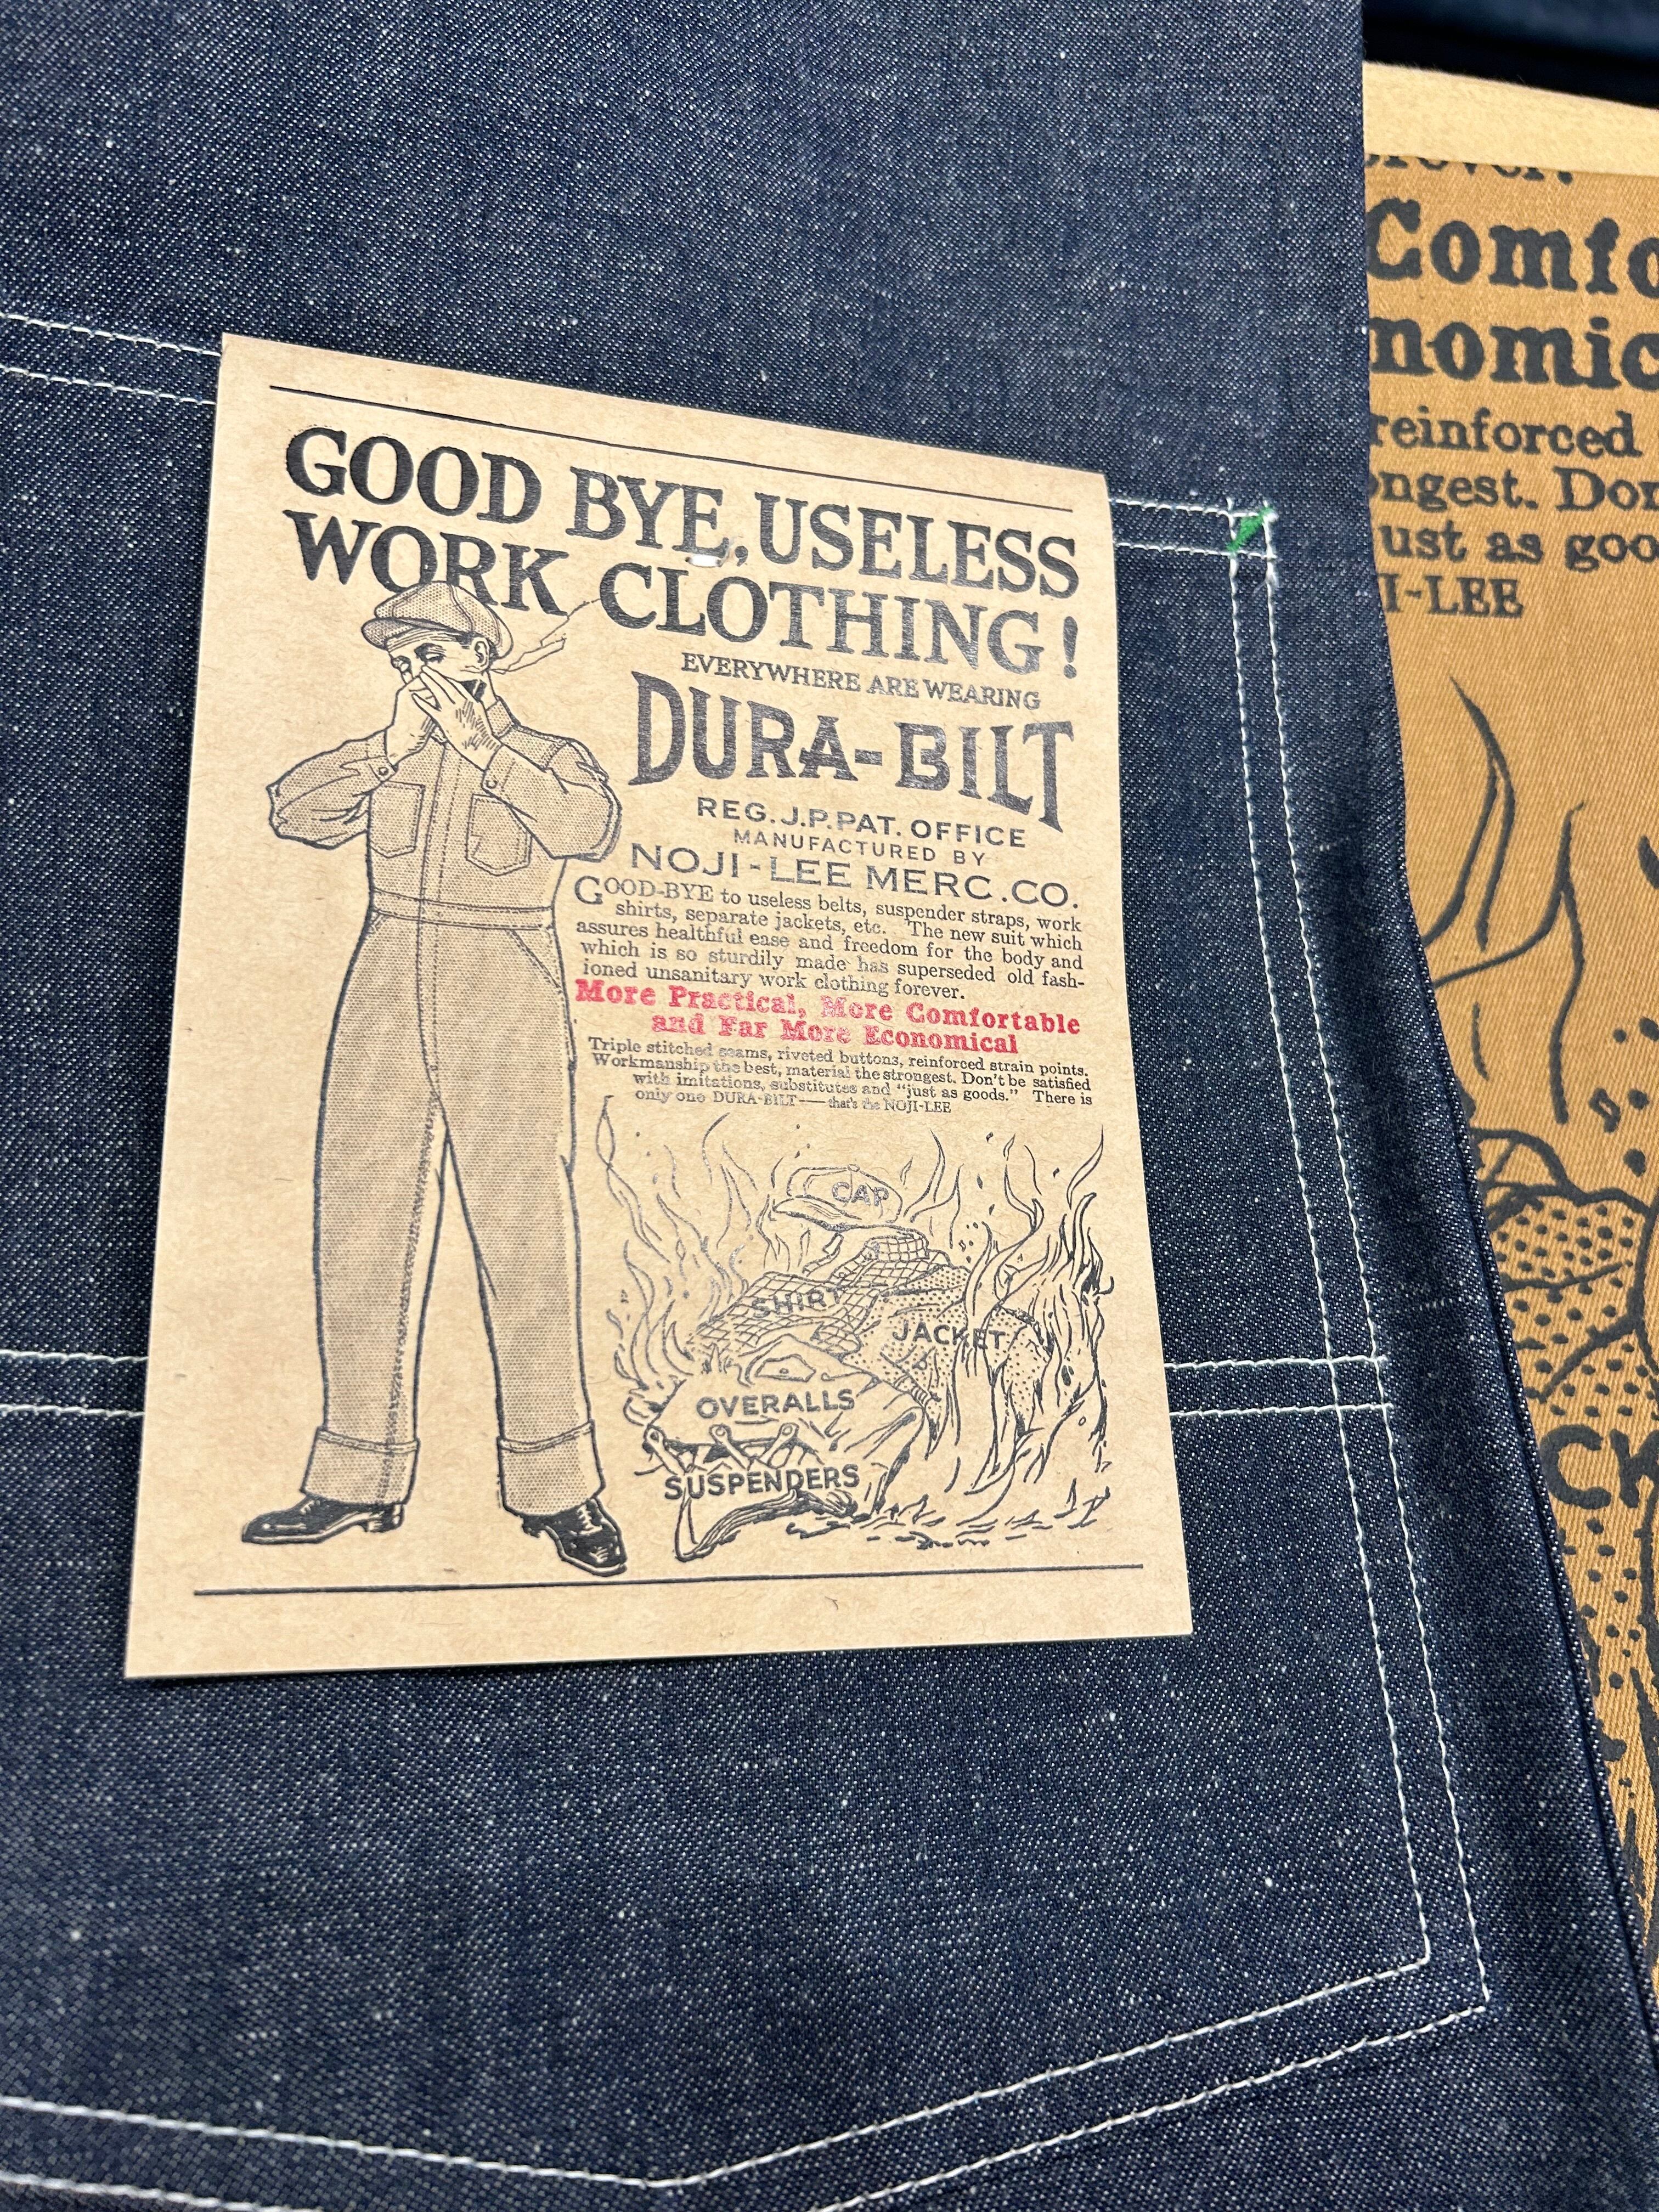 GOOD BYE, USELESS
WORK CLOTHING!
EVERYWHERE ARE WEARING
DURA-BILT
REG. J.P. PAT. OFFICE
MANUFACTURED BY
NOJI-LEE MERC. CO.
GOOD-BYE to useless belts, suspender straps, work
shirts, separate jackets, etc. The new suit which
assures healthful ease and freedom for the body and
which is so sturdily made has superseded old fash-
ioned unsanitary work clothing forever.
More Practical, More Comfortable
and Far More Economical
Triple stitched seams, riveted buttons, reinforced strain points.
Workmanship the best, material the strongest. Don't be satisfied
with imitations, substitutes and "just as goods." There is
only one DURA-BILT——that's the NOJI-LEE
CAP
SHIRT
JACKET
OVERALLS
SUSPENDERS
Comfo
nomic
reinforced
ongest. Don
ust as goo
I-LEE
CK